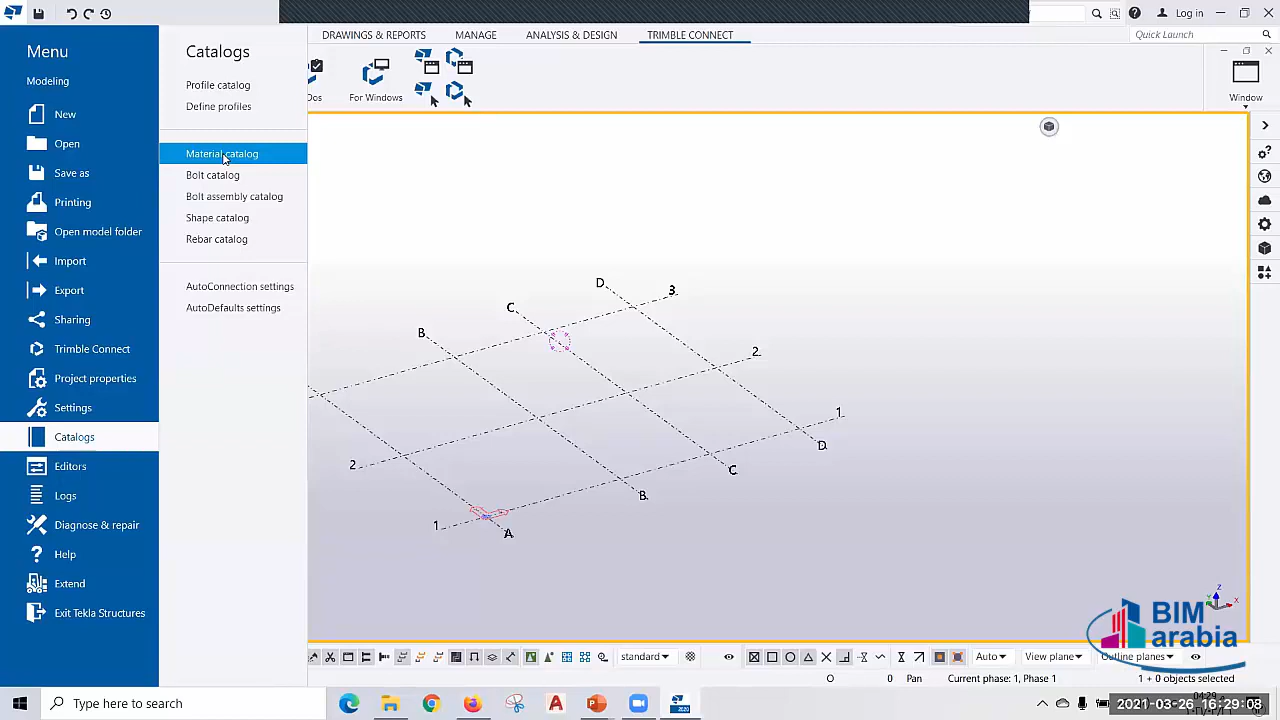 Log in
Menu
Catalogs
DRAWINGS & REPORTS
MANAGE
ANALYSIS & DESIGN
TRIMBLE CONNECT
Quick Launch
Modeling
Profile catalog
For Windows
Window
Define profiles
New
Open
Material catalog
Save as
Bolt catalog
Printing
Bolt assembly catalog
Open model folder
Shape catalog
Import
Rebar catalog
Export
AutoConnection settings
Sharing
AutoDefaults settings
Trimble Connect
Project properties
Settings
Catalogs
Editors
Logs
Diagnose & repair
Help
Extend
Exit Tekla Structures
D
3
C
B
2
1
D
2
C
B
1
A
Z
X
BIM
arabia
standard
Auto
View plane
Outline planes
O
0
Pan
Current phase: 1, Phase 1
1 + 0 objects selected
Type here to search
04:29
2021-03-26 16:29:08